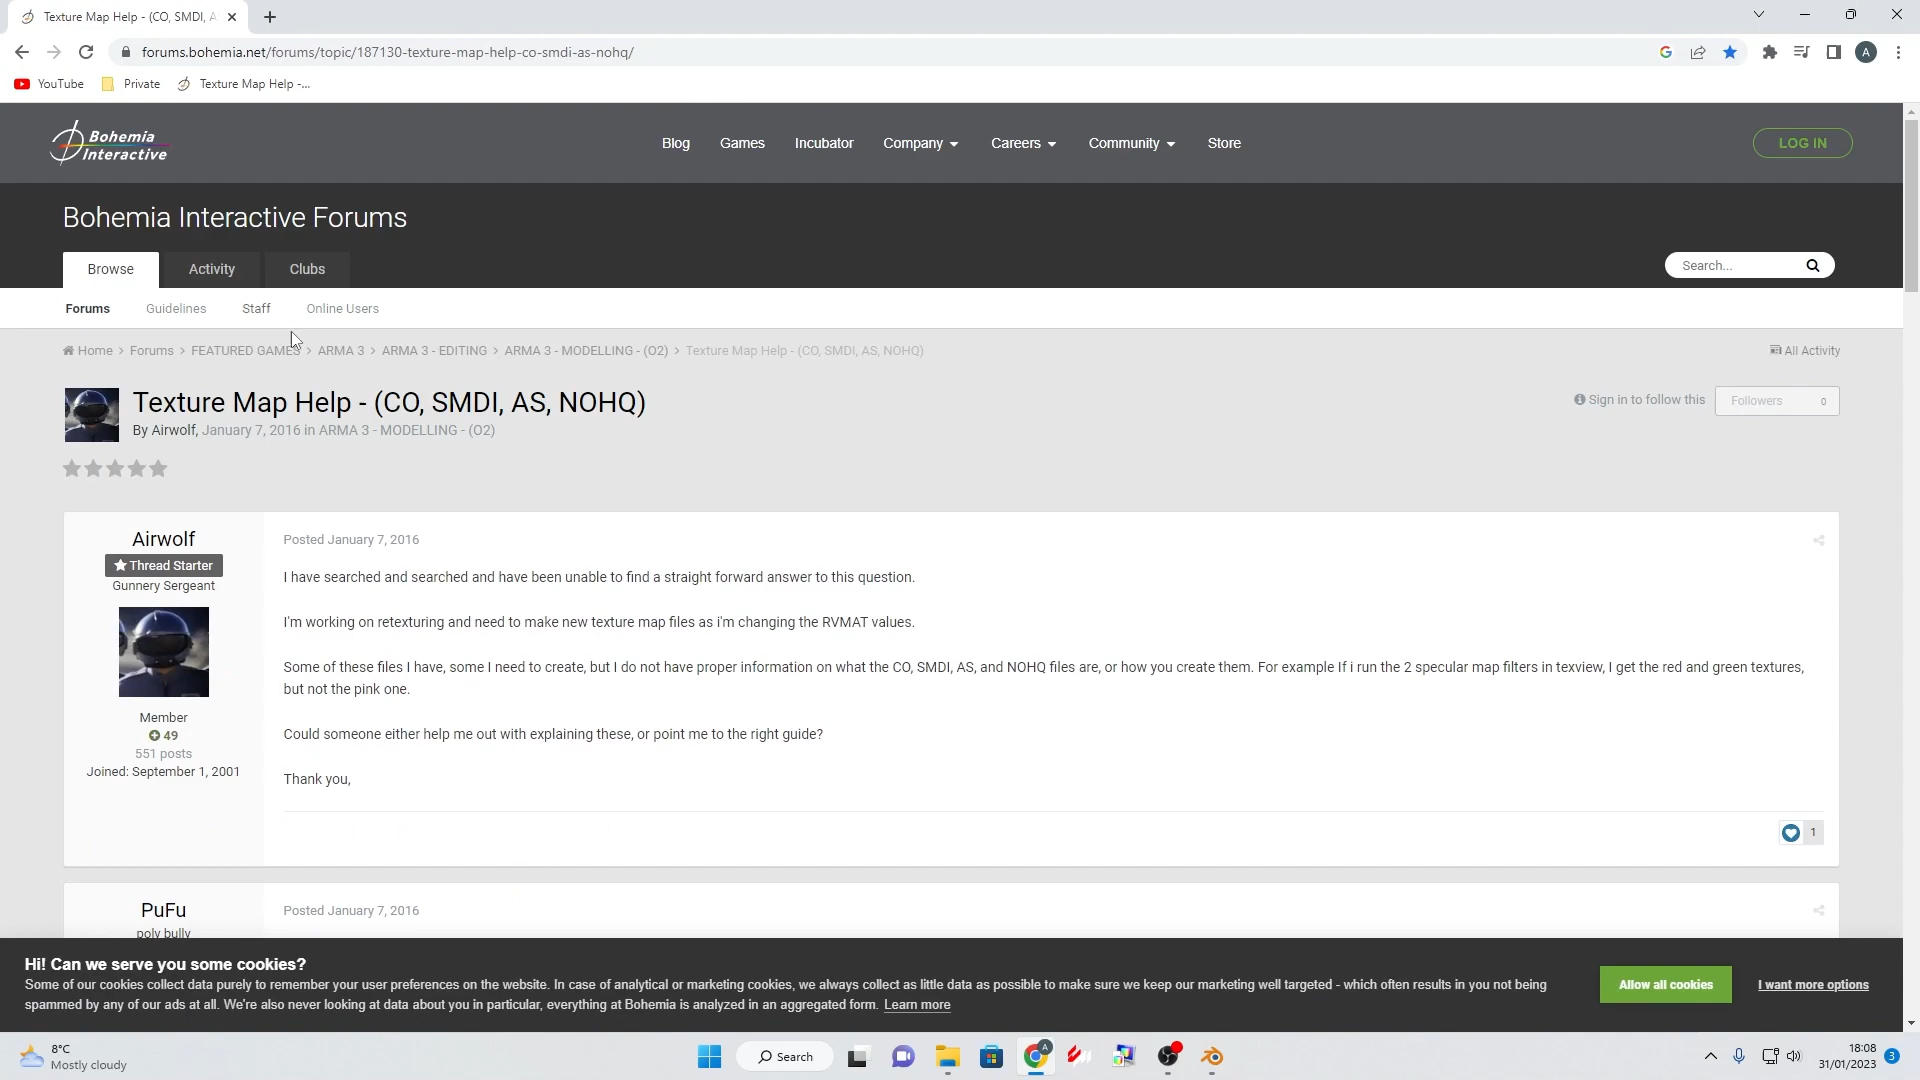 Texture Map Help - (CO, SMDI, A
forums.bohemia.net/forums/topic/187130-texture-map-help-co-smdi-as-nohq/
A
YouTube Private Texture Map Help -...
Bohemia
Interactive
Blog Games Incubator Company Careers Community Store
LOG IN
Bohemia Interactive Forums
Browse Activity Clubs
Search...
Forums Guidelines Staff Online Users
Home > Forums > FEATURED GAMES > ARMA 3 > ARMA 3 - EDITING > ARMA 3 - MODELLING - (O2) > Texture Map Help - (CO, SMDI, AS, NOHQ)
All Activity
Texture Map Help - (CO, SMDI, AS, NOHQ)
By Airwolf, January 7, 2016 in ARMA 3 - MODELLING - (O2)
Sign in to follow this
Followers 0
Airwolf
Thread Starter
Gunnery Sergeant
Member
49
551 posts
Joined: September 1, 2001
Posted January 7, 2016
I have searched and searched and have been unable to find a straight forward answer to this question.
I'm working on retexturing and need to make new texture map files as i'm changing the RVMAT values.
Some of these files I have, some I need to create, but I do not have proper information on what the CO, SMDI, AS, and NOHQ files are, or how you create them. For example If i run the 2 specular map filters in texview, I get the red and green textures,
but not the pink one.
Could someone either help me out with explaining these, or point me to the right guide?
Thank you,
1
PuFu
poly bully
Posted January 7, 2016
Hi! Can we serve you some cookies?
Some of our cookies collect data purely to remember your user preferences on the website. In case of analytical or marketing cookies, we always collect as little data as possible to make sure we keep our marketing well targeted - which often results in you not being
spammed by any of our ads at all. We're also never looking at data about you in particular, everything at Bohemia is analyzed in an aggregated form. Learn more
Allow all cookies
I want more options
8°C
Mostly cloudy
Search
A
18:08
31/01/2023
3